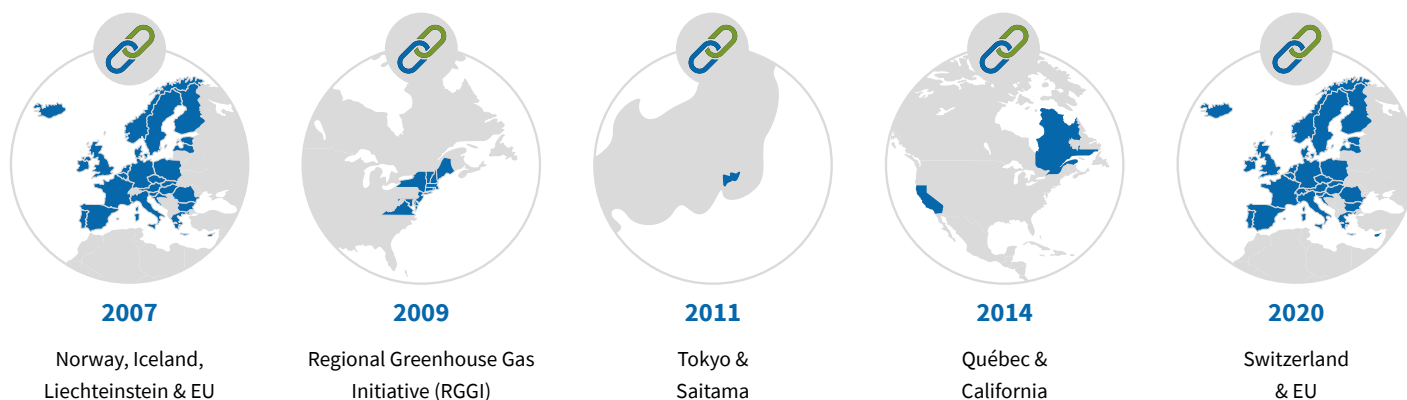 2007
Norway, Iceland,
Liechteinstein & EU
2009
Regional Greenhouse Gas
Initiative (RGGI)
2011
Tokyo &
Saitama
2014
Québec &
California
2020
Switzerland
& EU